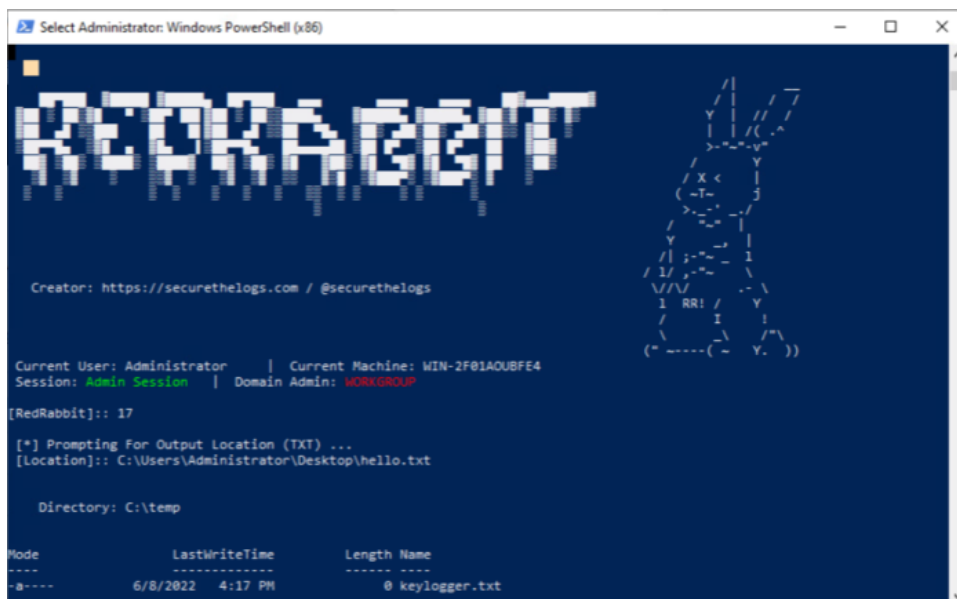 Select Administrator: Windows PowerShell (x86)
REDRABBIT
Creator: https://securethelogs.com / @securethelogs
RR!
Current User: Administrator | Current Machine: WIN-2F01AOUBFE4
Session: Admin Session | Domain Admin: WORKGROUP
[RedRabbit]:: 17
[*] Prompting For Output Location (TXT) ...
[Location]:: C:\Users\Administrator\Desktop\hello.txt
Directory: C:\temp
Mode LastWriteTime Length Name
---- ------------- ------ ----
-a---- 6/8/2022 4:17 PM 0 keylogger.txt